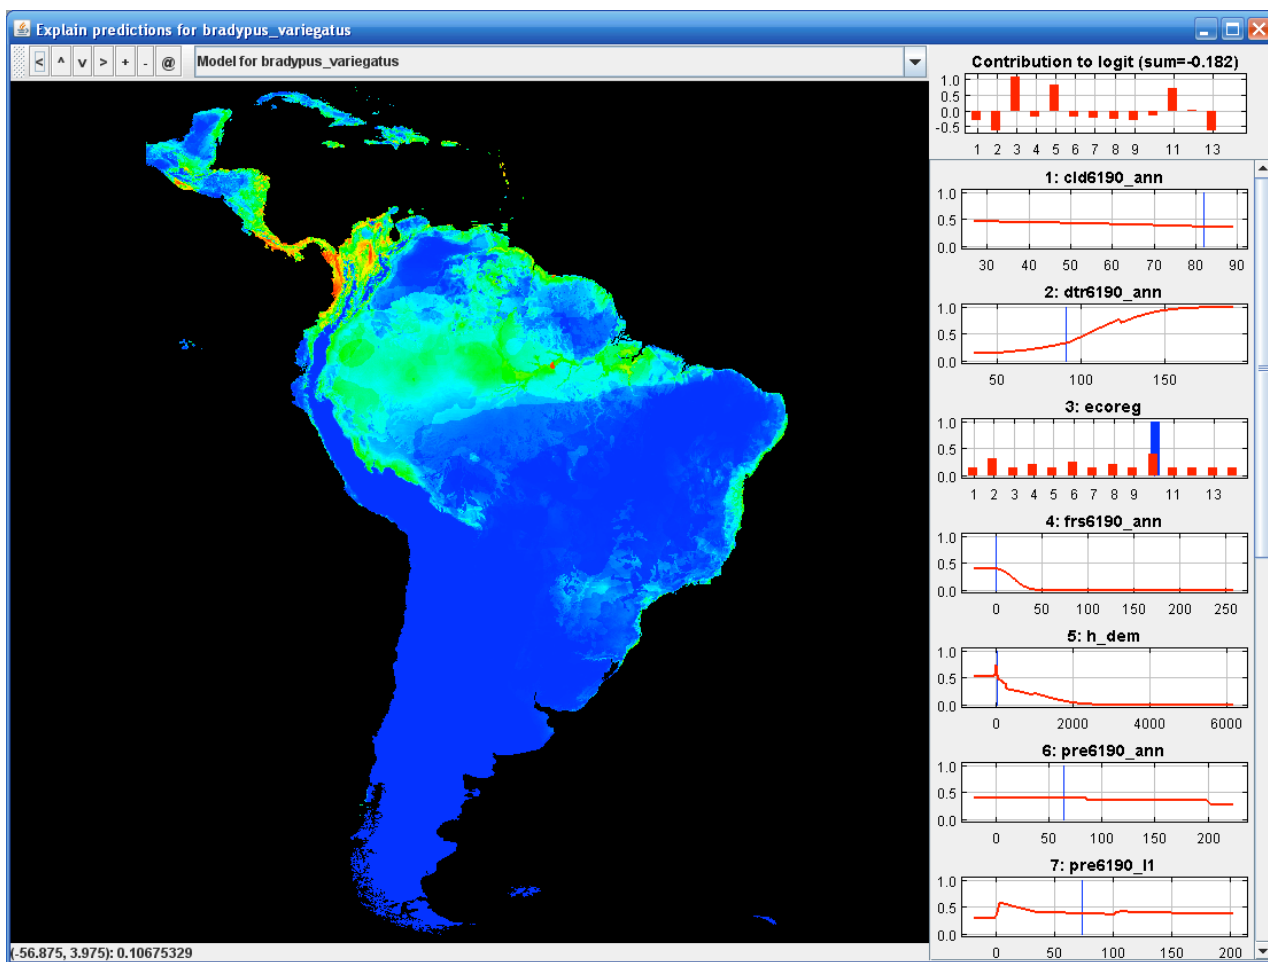 Explain predictions for bradypus_variegatus
< ^ v > + - @ Model for bradypus_variegatus
Contribution to logit (sum=-0.182)
1.0
0.5
0.0
-0.5
1 2 3 4 5 6 7 8 9 11 13
1: cld6190_ann
1.0
0.5
0.0
30 40 50 60 70 80 90
2: dtr6190_ann
1.0
0.5
0.0
50 100 150
3: ecoreg
1.0
0.5
0.0
1 2 3 4 5 6 7 8 9 11 13
4: frs6190_ann
1.0
0.5
0.0
0 50 100 150 200 250
5: h_dem
1.0
0.5
0.0
0 2000 4000 6000
6: pre6190_ann
1.0
0.5
0.0
0 50 100 150 200
7: pre6190_l1
1.0
0.5
0.0
0 50 100 150 200
(-56.875, 3.975): 0.10675329